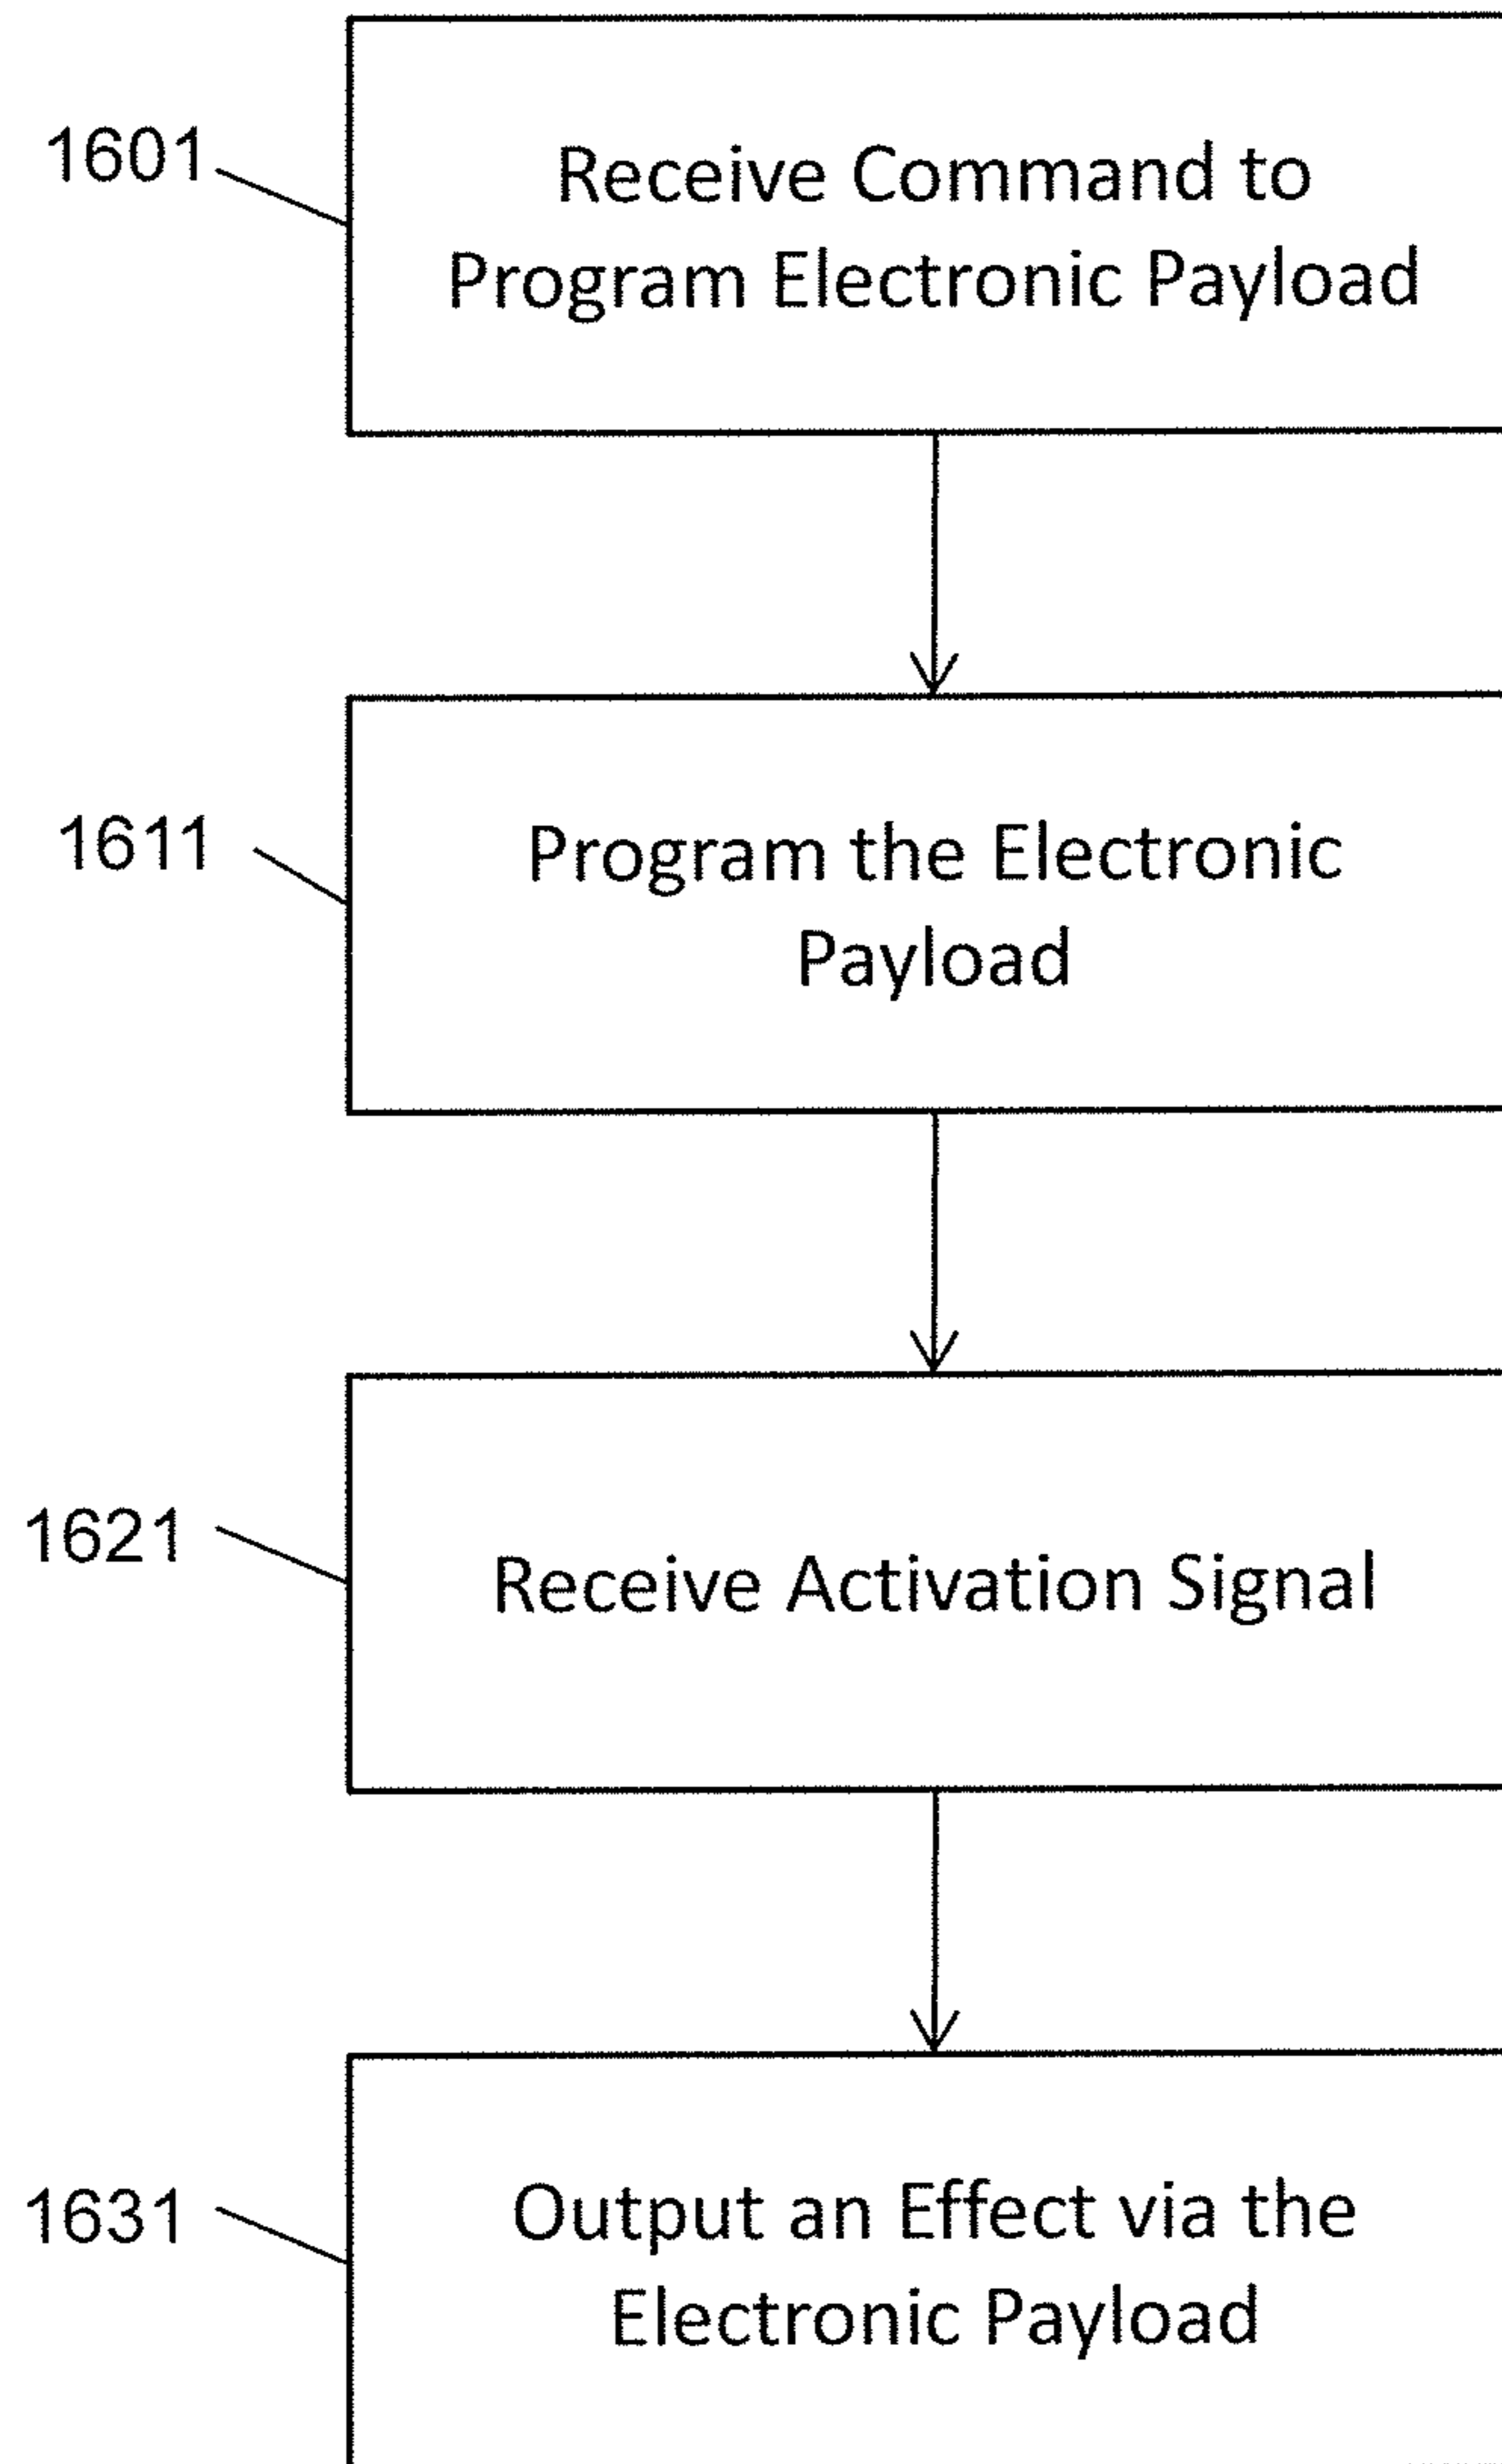 1601
Receive Command to
Program Electronic Payload
1611
Program the Electronic
Payload
1621
Receive Activation Signal
1631
Output an Effect via the
Electronic Payload